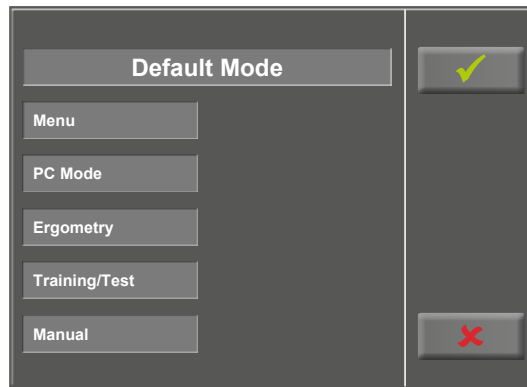 Default Mode
Menu
PC Mode
Ergometry
Training/Test
Manual